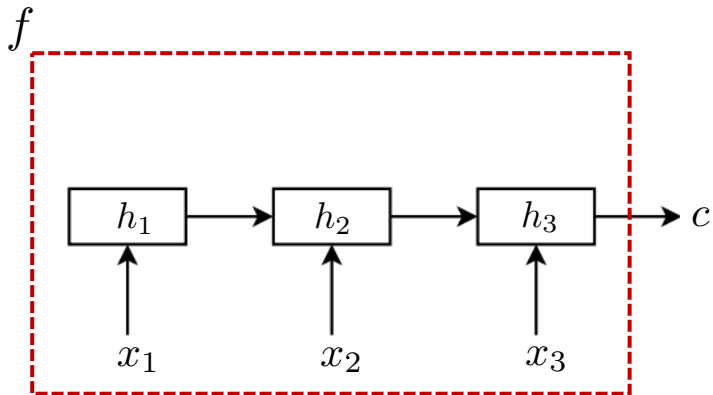 f
h₁ h₂ h₃ c
x₁ x₂ x₃